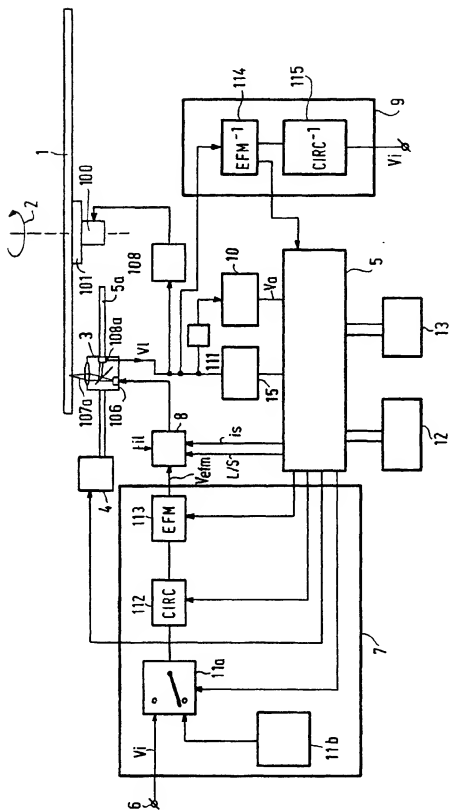 2
1
100
101
3
5a
108a
107a
106
4
108
Vl
114
EFM⁻¹
115
CIRC⁻¹
9
Vi
10
Va
111
15
5
13
12
8
il
is
L/S
Vefm
113
EFM
112
CIRC
11a
Vi
6
11b
7